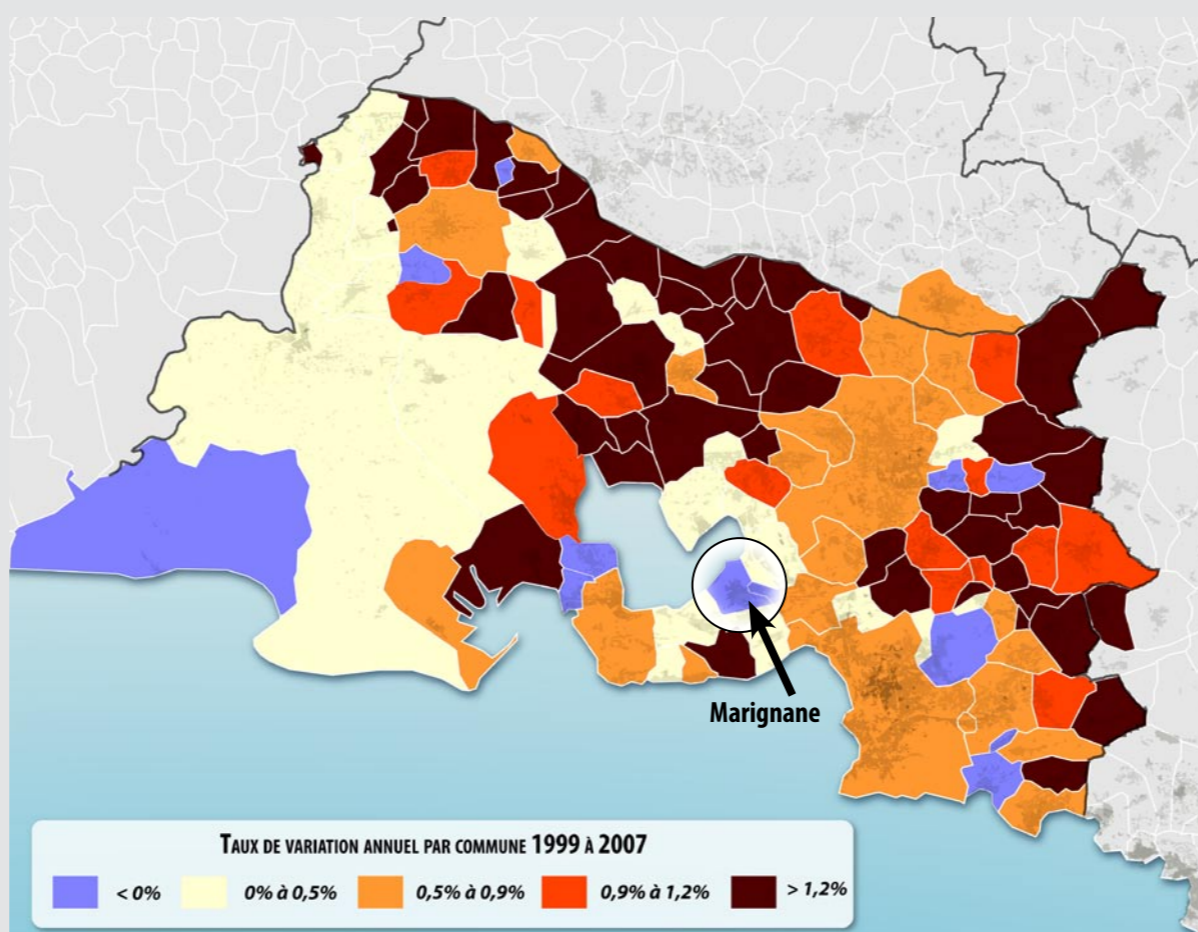 Marignane
TAUX DE VARIATION ANNUEL PAR COMMUNE 1999 À 2007
< 0%
0% à 0,5%
0,5% à 0,9%
0,9% à 1,2%
> 1,2%